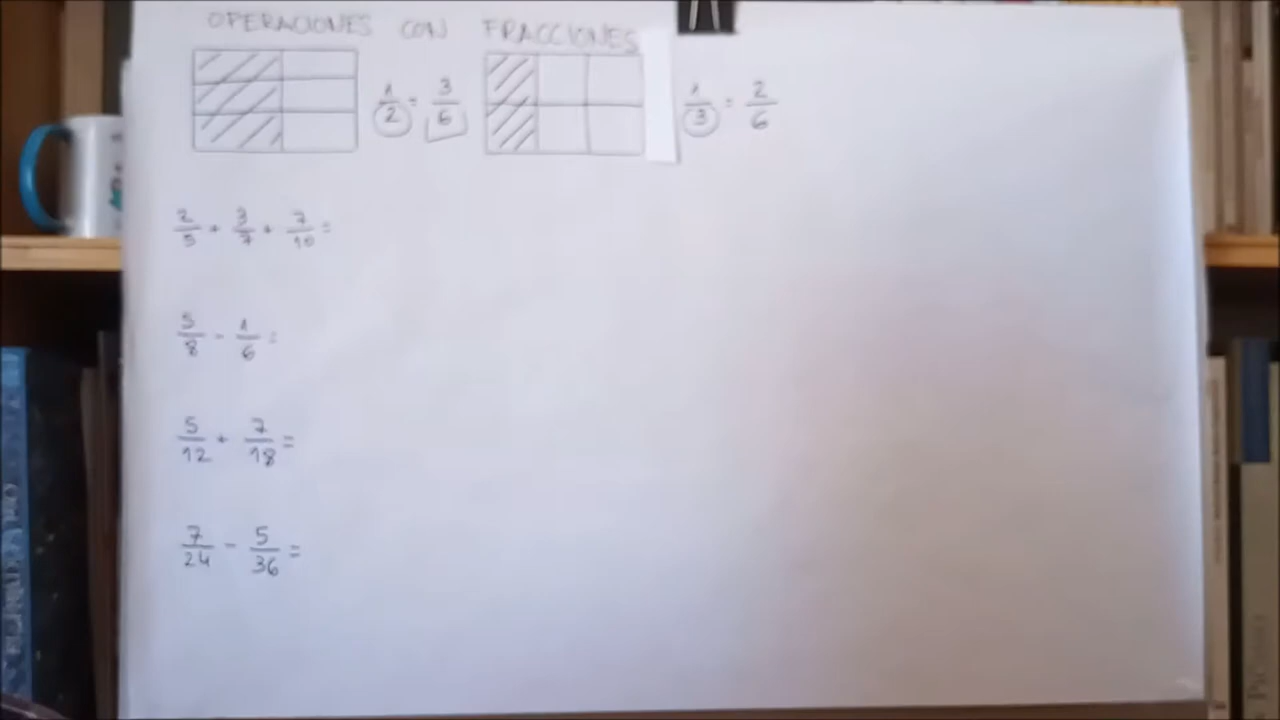 OPERACIONES CON FRACCIONES
1/2 = 3/6 1/3 = 2/6
2/5 + 3/7 + 7/10 =
5/8 - 1/6 =
5/12 + 7/18 =
7/24 - 5/36 =